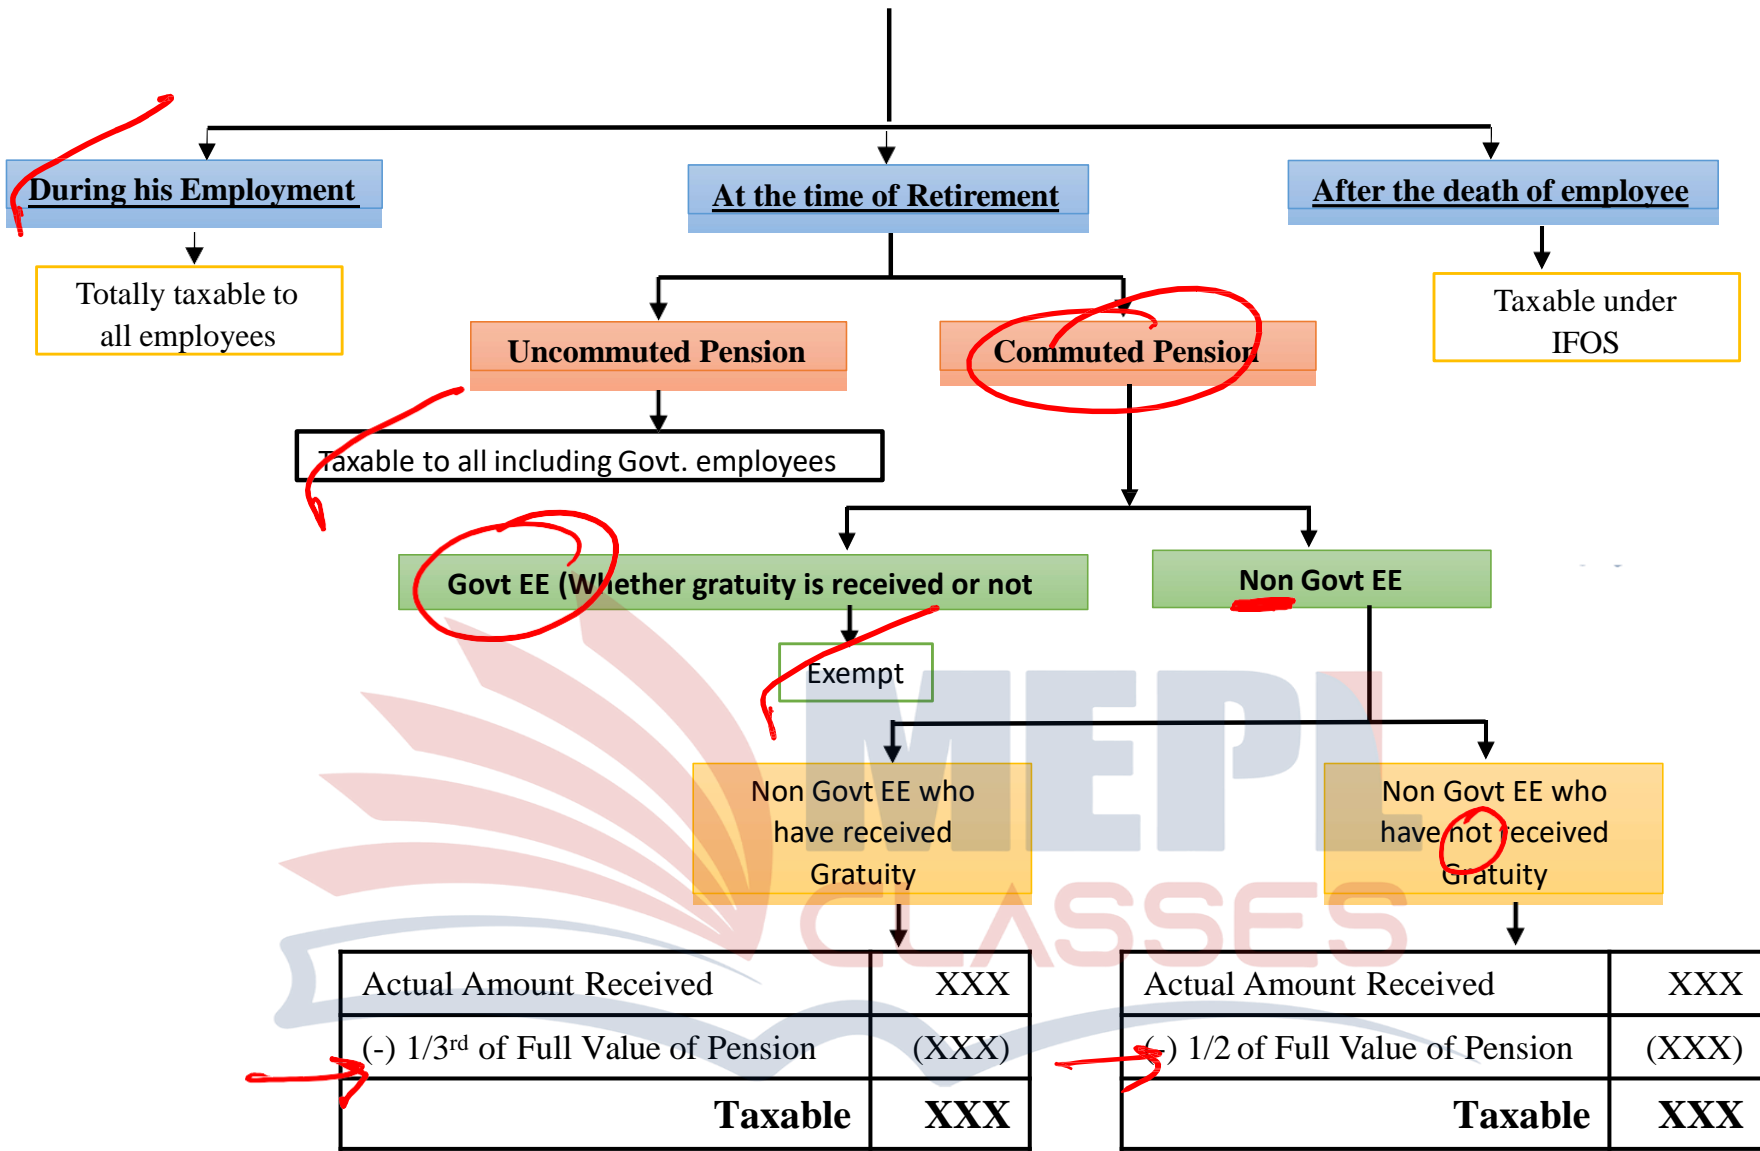 During his Employment
At the time of Retirement
After the death of employee
Totally taxable to
all employees
Taxable under
IFOS
Uncommuted Pension
Commuted Pension
Taxable to all including Govt. employees
Govt EE (Whether gratuity is received or not
Non Govt EE
Exempt
MEPL
CLASSES
Non Govt EE who
have received
Gratuity
Non Govt EE who
have not received
Gratuity
Actual Amount Received XXX
(-) 1/3rd of Full Value of Pension (XXX)
Taxable XXX
Actual Amount Received XXX
(-) 1/2 of Full Value of Pension (XXX)
Taxable XXX